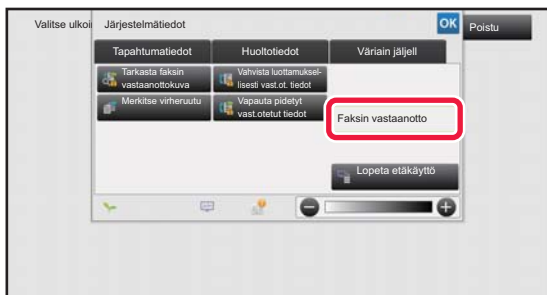 Valitse ulkoi
Järjestelmätiedot
OK
Poistu
Tapahtumatiedot
Huoltotiedot
Väriain jäljell
Tarkasta faksin
vastaanottokuva
Vahvista luottamuksel-
lisesti vast.ot. tiedot
Merkitse virheruutu
Vapauta pidetyt
vast.otetut tiedot
Faksin vastaanotto
Lopeta etäkäyttö